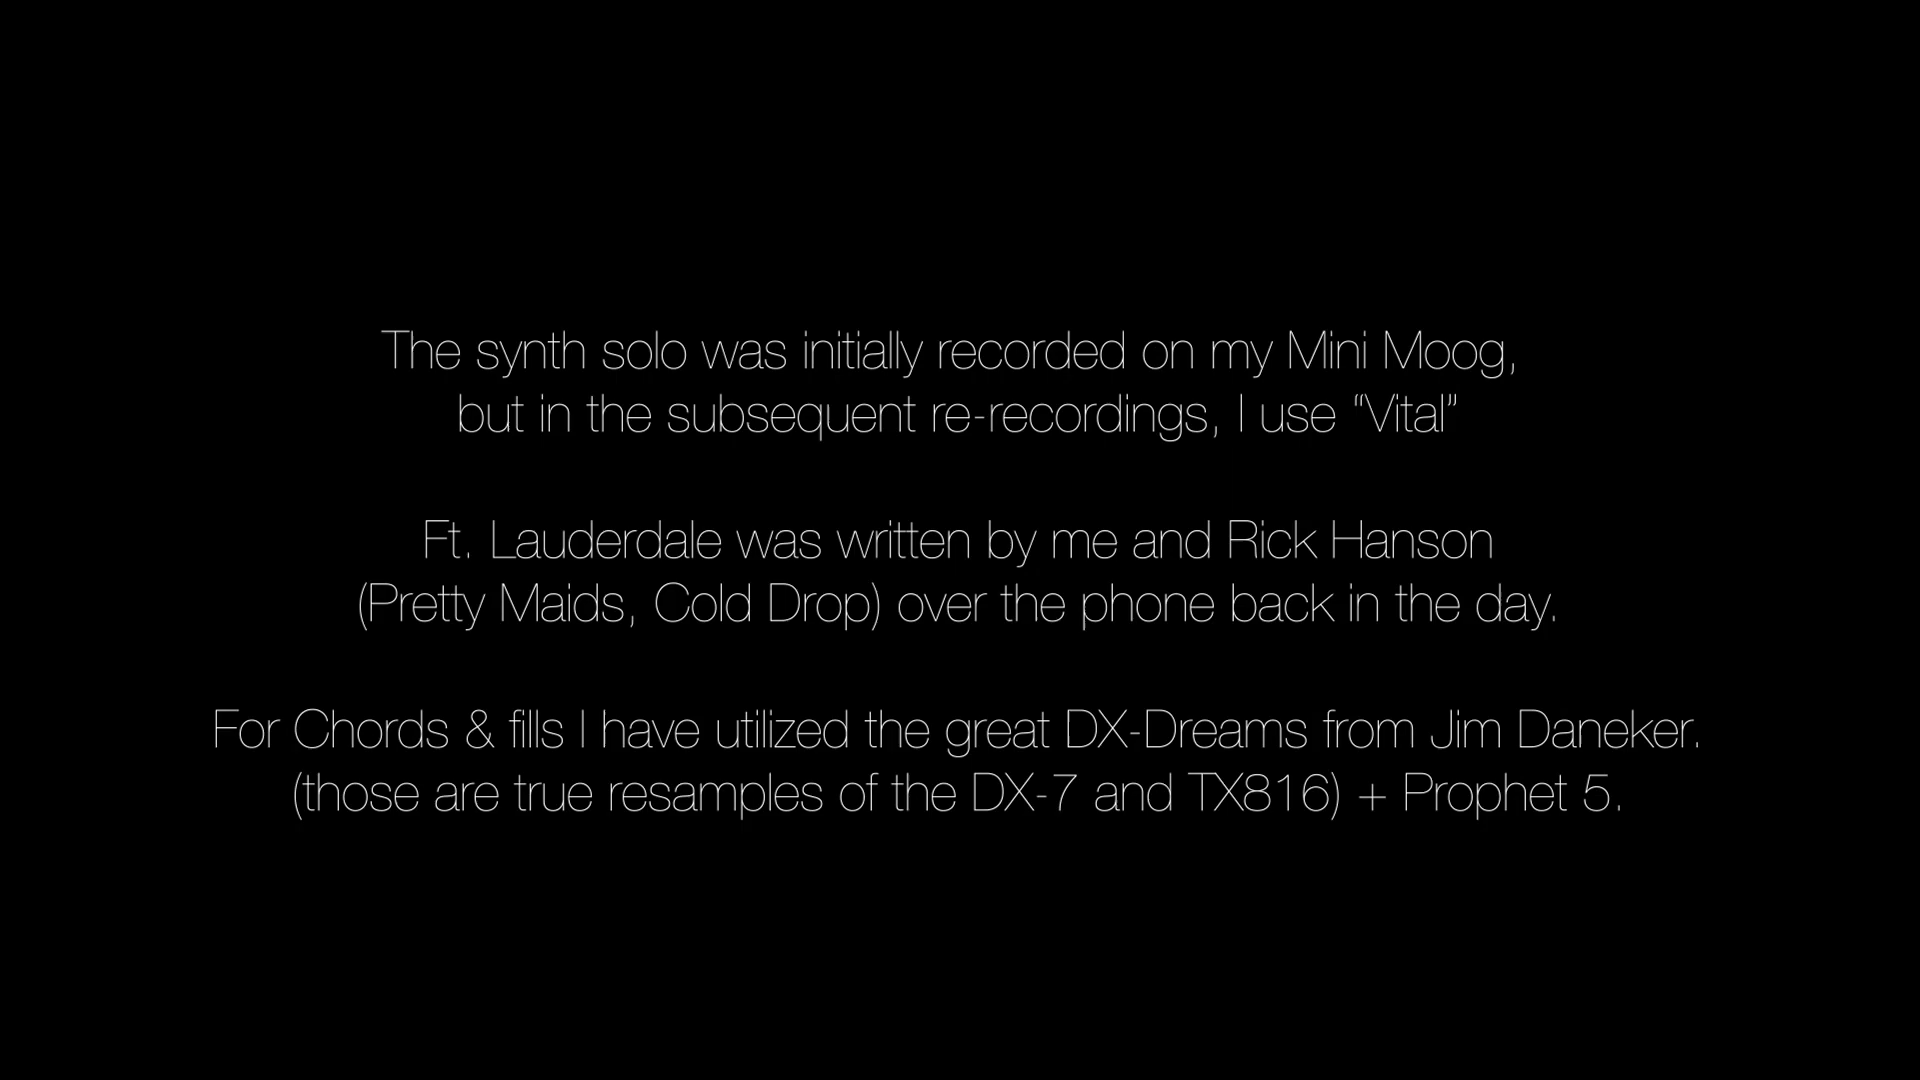 The synth solo was initially recorded on my Mini Moog,
but in the subsequent re-recordings, I use “Vital”
Ft. Lauderdale was written by me and Rick Hanson
(Pretty Maids, Cold Drop) over the phone back in the day.
For Chords & fills I have utilized the great DX-Dreams from Jim Daneker.
(those are true resamples of the DX-7 and TX816) + Prophet 5.